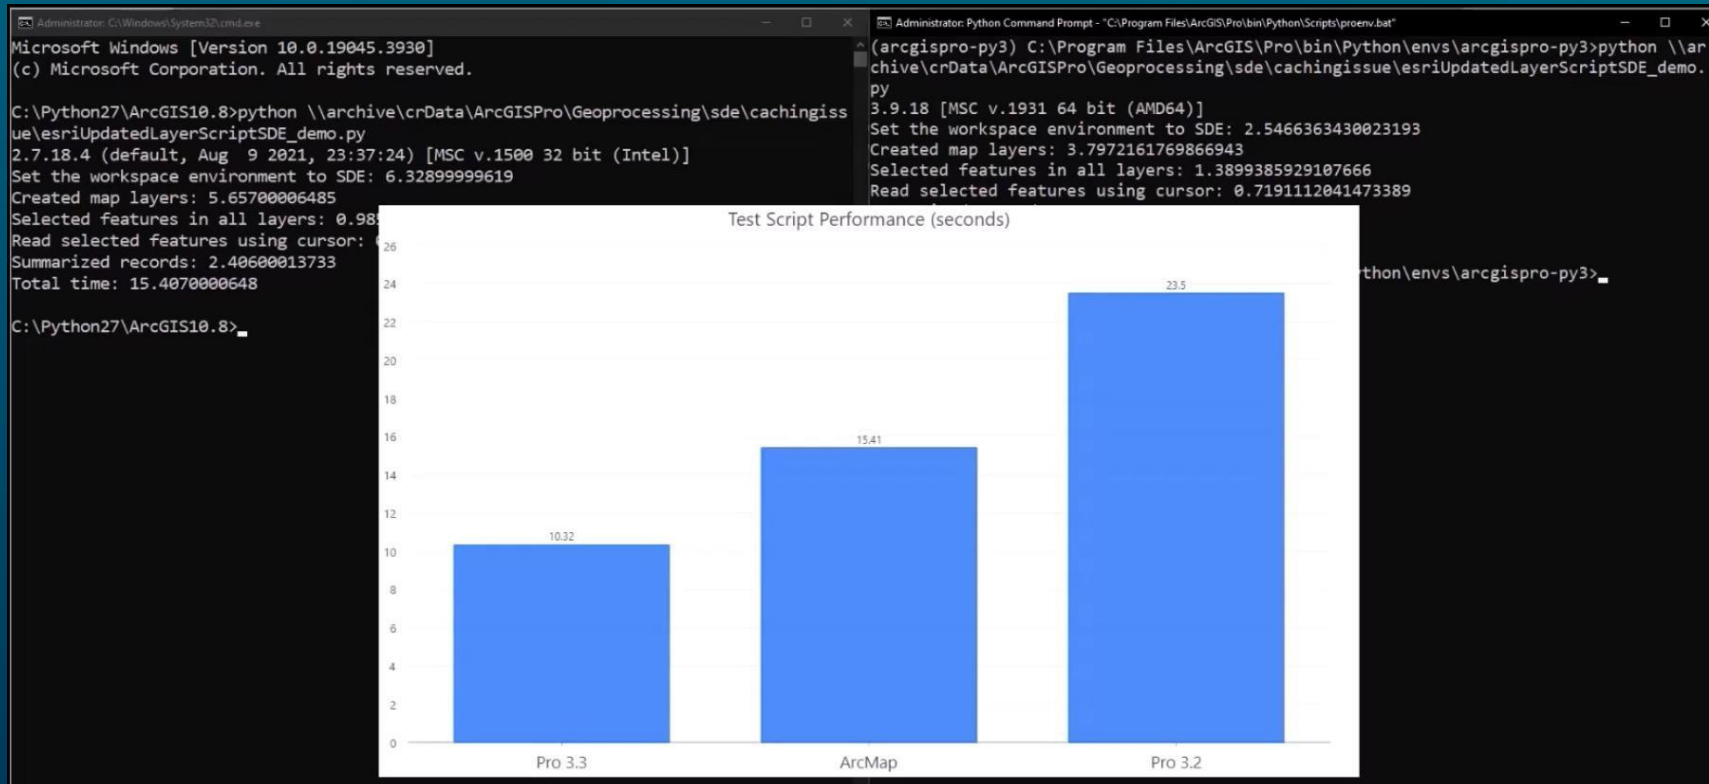 Administrator: C:\Windows\System32\cmd.exe
Microsoft Windows [Version 10.0.19045.3930]
(c) Microsoft Corporation. All rights reserved.
C:\Python27\ArcGIS10.8>python \\archive\crData\ArcGISPro\Geoprocessing\sde\cachingiss
ue\esriUpdatedLayerScriptSDE_demo.py
2.7.18.4 (default, Aug  9 2021, 23:37:24) [MSC v.1500 32 bit (Intel)]
Set the workspace environment to SDE: 6.32899999619
Created map layers: 5.65700006485
Selected features in all layers: 0.985
Read selected features using cursor:
Summarized records: 2.40600013733
Total time: 15.4070000648
C:\Python27\ArcGIS10.8>
Administrator: Python Command Prompt - "C:\Program Files\ArcGIS\Pro\bin\Python\Scripts\proenv.bat"
(arcgispro-py3) C:\Program Files\ArcGIS\Pro\bin\Python\envs\arcgispro-py3>python \\ar
chive\crData\ArcGISPro\Geoprocessing\sde\cachingissue\esriUpdatedLayerScriptSDE_demo.
py
3.9.18 [MSC v.1931 64 bit (AMD64)]
Set the workspace environment to SDE: 2.5466363430023193
Created map layers: 3.7972161769866943
Selected features in all layers: 1.3899385929107666
Read selected features using cursor: 0.7191112041473389
ython\envs\arcgispro-py3>
Test Script Performance (seconds)
26
24
22
20
18
16
14
12
10
8
6
4
2
0
10.32
15.41
23.5
Pro 3.3
ArcMap
Pro 3.2